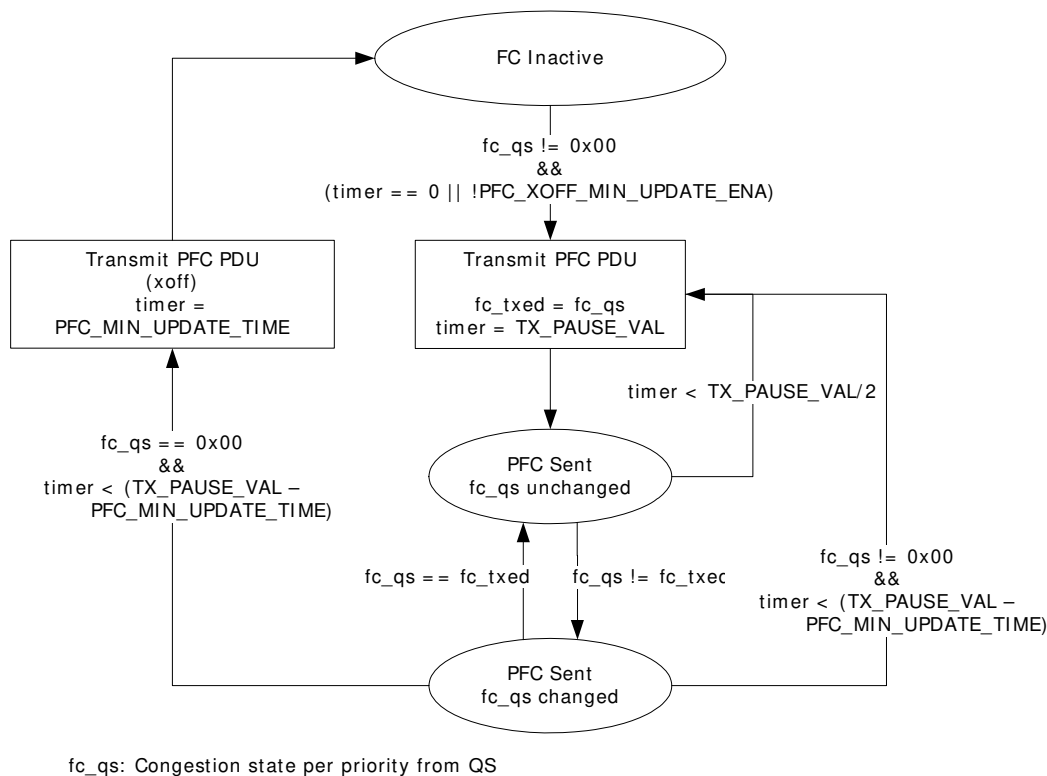 FC Inactive
fc_qs != 0x00
&&
(timer == 0 || !PFC_XOFF_MIN_UPDATE_ENA)
Transmit PFC PDU
(xoff)
timer =
PFC_MIN_UPDATE_TIME
Transmit PFC PDU
fc_txed = fc_qs
timer = TX_PAUSE_VAL
timer < TX_PAUSE_VAL/2
fc_qs == 0x00
&&
timer < (TX_PAUSE_VAL –
PFC_MIN_UPDATE_TIME)
PFC Sent
fc_qs unchanged
fc_qs == fc_txed
fc_qs != fc_txec
fc_qs != 0x00
&&
timer < (TX_PAUSE_VAL –
PFC_MIN_UPDATE_TIME)
PFC Sent
fc_qs changed
fc_qs: Congestion state per priority from QS